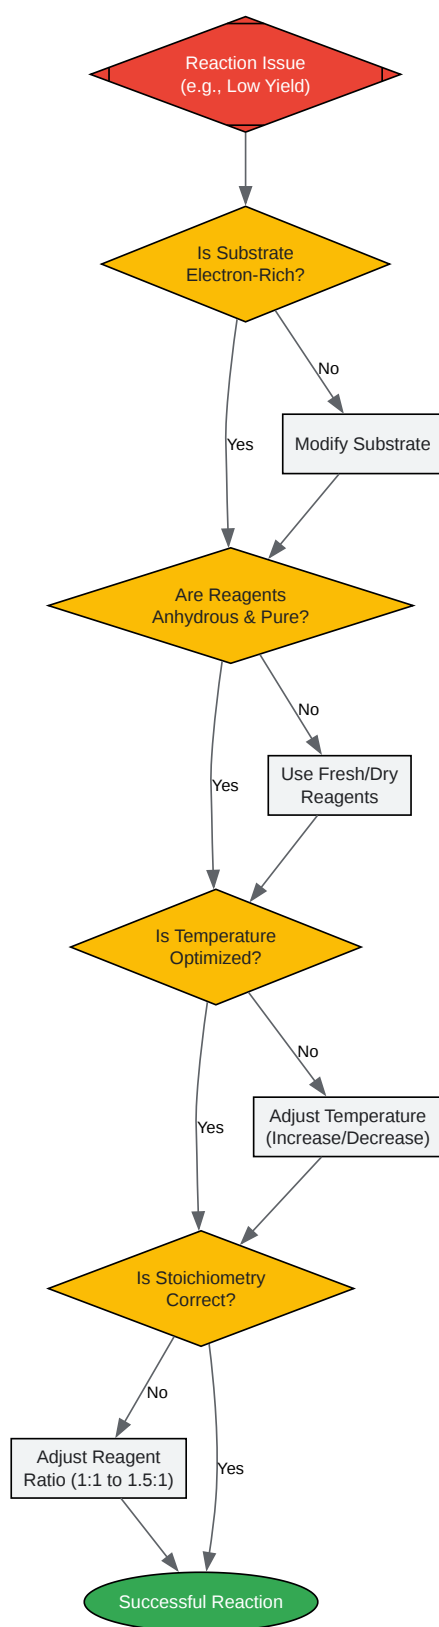 Reaction Issue
(e.g., Low Yield)
Is Substrate
Electron-Rich?
No
Yes
Modify Substrate
Are Reagents
Anhydrous & Pure?
No
Yes
Use Fresh/Dry
Reagents
Is Temperature
Optimized?
No
Yes
Adjust Temperature
(Increase/Decrease)
Is Stoichiometry
Correct?
No
Yes
Adjust Reagent
Ratio (1:1 to 1.5:1)
Successful Reaction